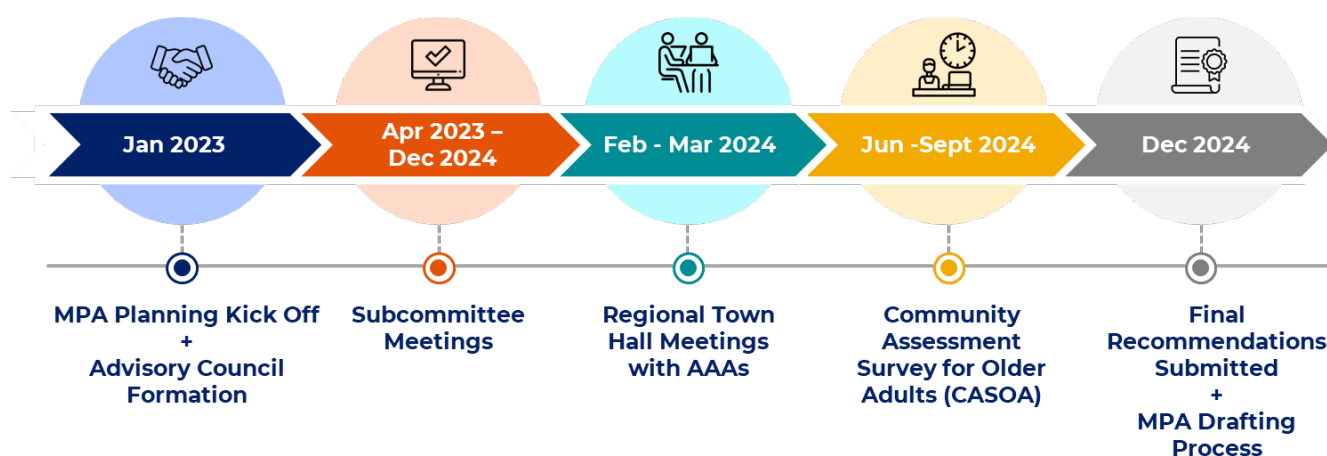 Jan 2023
Apr 2023 –
Dec 2024
Feb - Mar 2024
Jun -Sept 2024
Dec 2024
MPA Planning Kick Off
+
Advisory Council
Formation
Subcommittee
Meetings
Regional Town
Hall Meetings
with AAAs
Community
Assessment
Survey for Older
Adults (CASOA)
Final
Recommendations
Submitted
+
MPA Drafting
Process